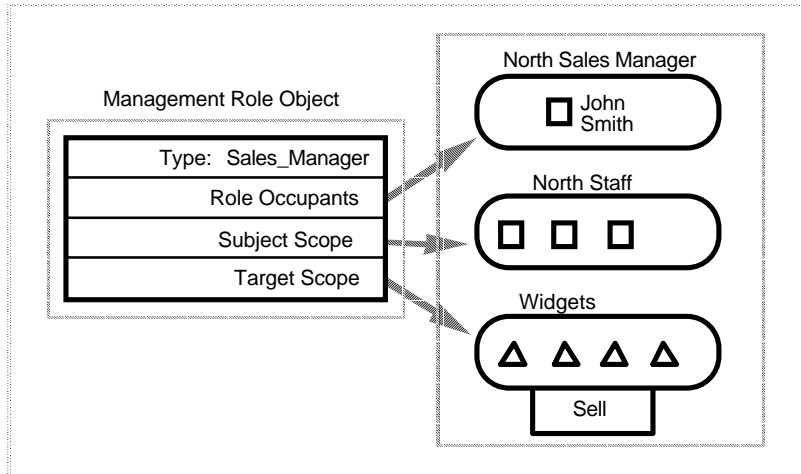 Management Role Object
Type: Sales_Manager
Role Occupants
Subject Scope
Target Scope
North Sales Manager
John
Smith
North Staff
Widgets
Sell